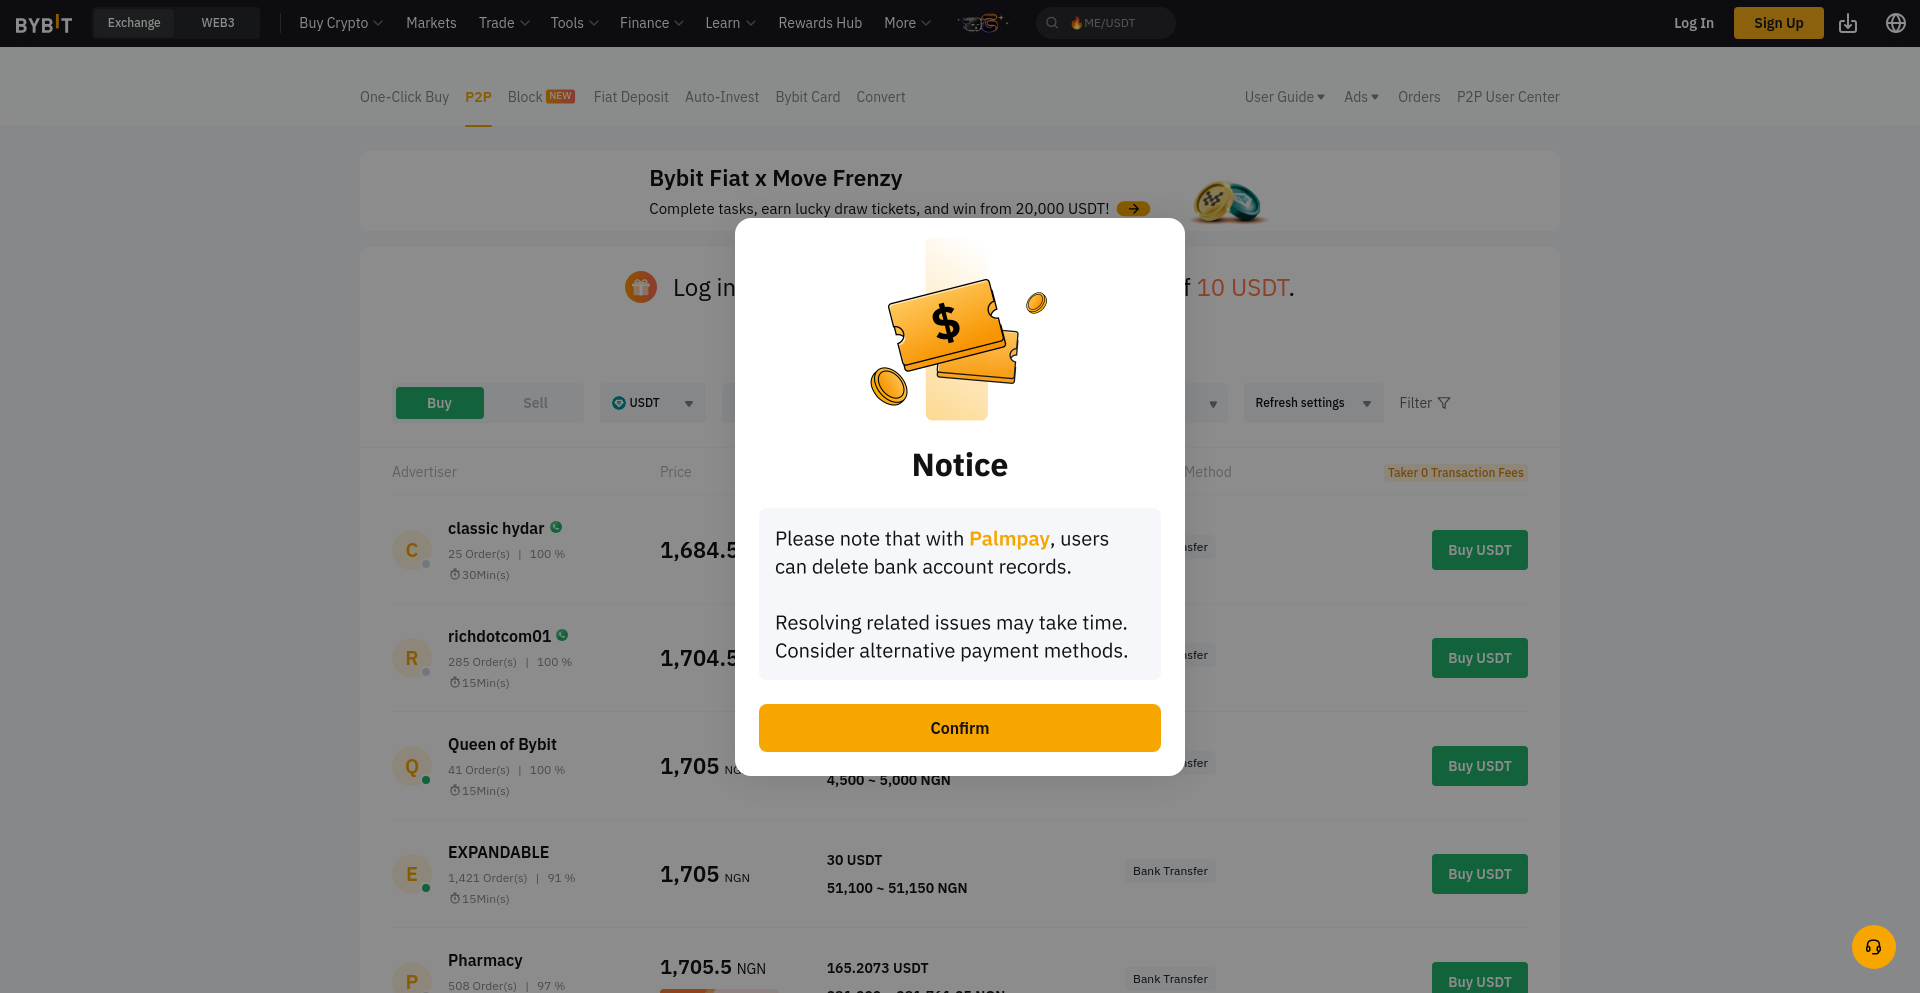 BYBIT Exchange WEB3 Buy Crypto Markets Trade Tools Finance Learn Rewards Hub More ME/USDT Log In Sign Up
One-Click Buy P2P Block NEW Fiat Deposit Auto-Invest Bybit Card Convert User Guide Ads Orders P2P User Center
Bybit Fiat x Move Frenzy
Complete tasks, earn lucky draw tickets, and win from 20,000 USDT!
Log in 10 USDT.
$
Buy Sell USDT Refresh settings Filter
Notice
Advertiser Price Method Taker 0 Transaction Fees
Please note that with Palmpay, users
can delete bank account records.
Resolving related issues may take time.
Consider alternative payment methods.
Confirm
C classic hydar
25 Order(s) | 100 %
30Min(s)
1,684.5
Buy USDT
R richdotcom01
285 Order(s) | 100 %
15Min(s)
1,704.5
Buy USDT
Q Queen of Bybit
41 Order(s) | 100 %
15Min(s)
1,705
4,500 ~ 5,000 NGN
Buy USDT
E EXPANDABLE
1,421 Order(s) | 91 %
15Min(s)
1,705 NGN
30 USDT
51,100 ~ 51,150 NGN
Bank Transfer
Buy USDT
P Pharmacy
508 Order(s) | 97 %
1,705.5 NGN
165.2073 USDT
Bank Transfer
Buy USDT